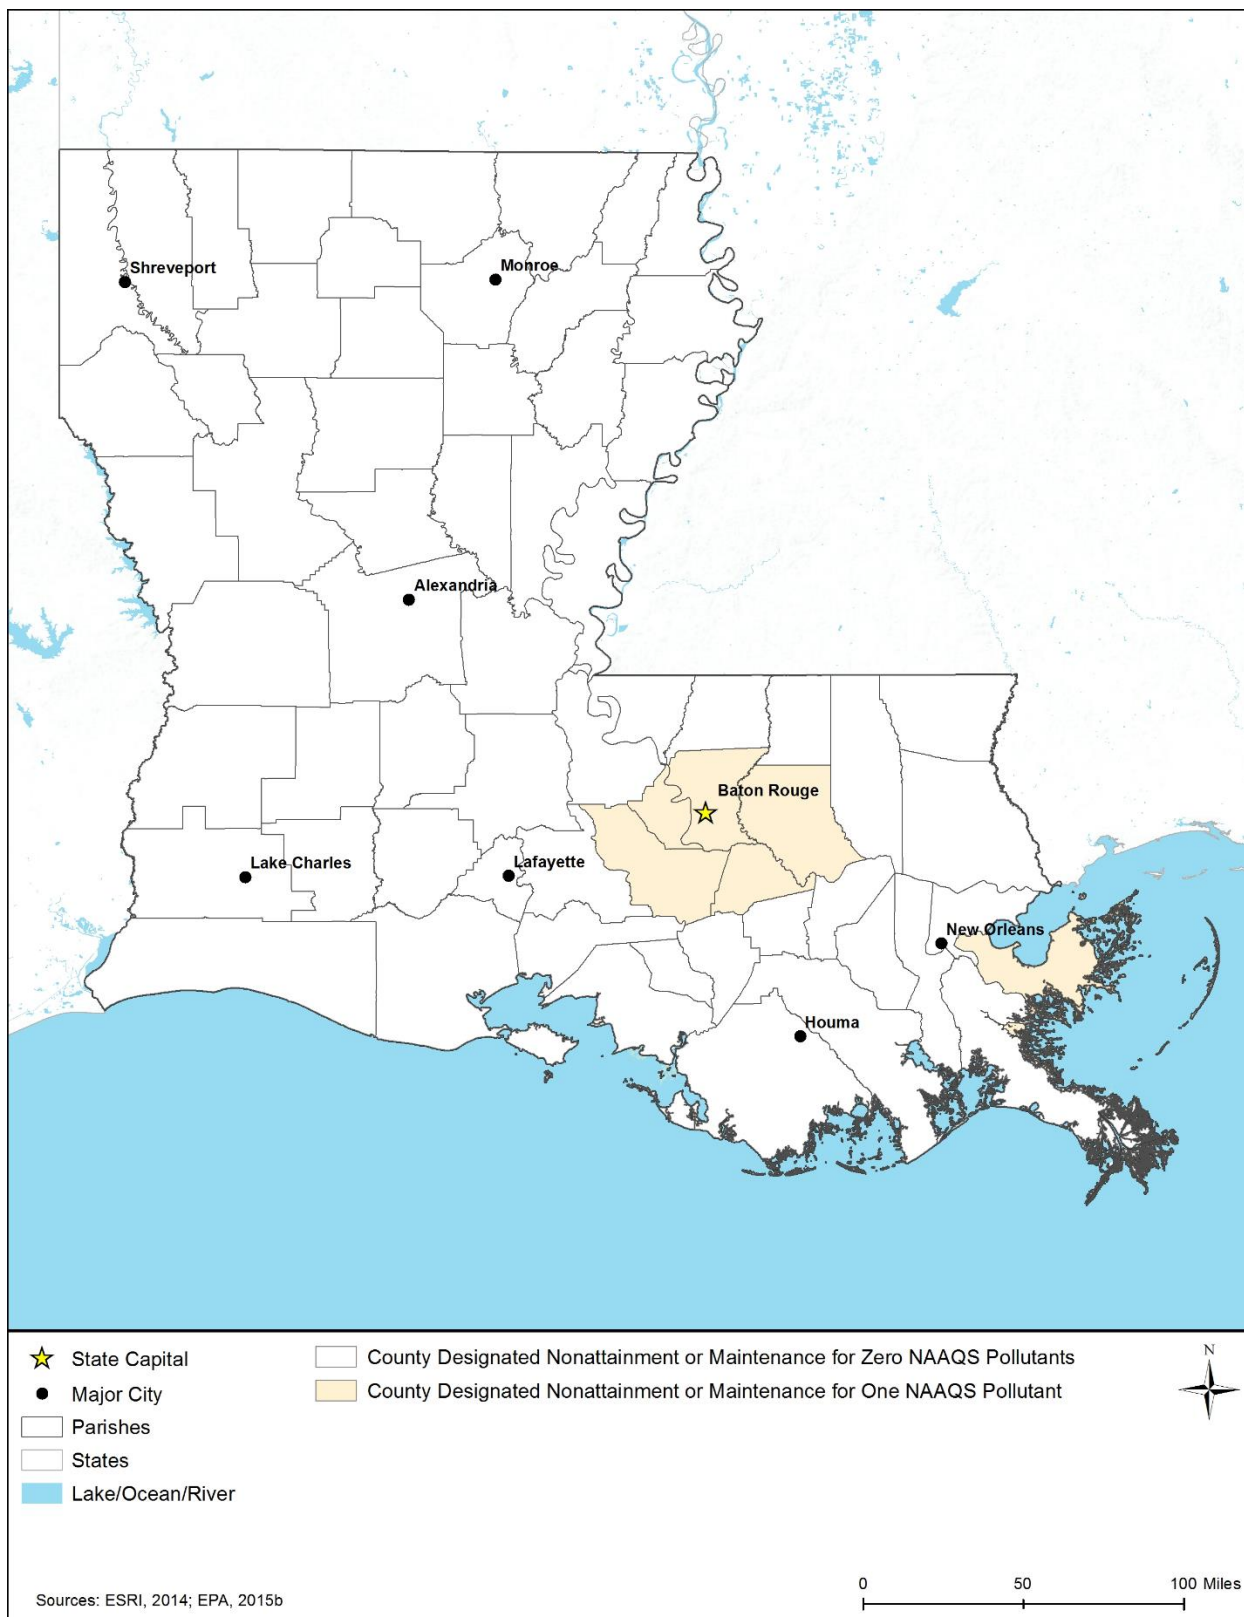 Shreveport
Monroe
Alexandria
Baton Rouge
Lake Charles
Lafayette
New Orleans
Houma
State Capital
Major City
Parishes
States
Lake/Ocean/River
County Designated Nonattainment or Maintenance for Zero NAAQS Pollutants
County Designated Nonattainment or Maintenance for One NAAQS Pollutant
N
Sources: ESRI, 2014; EPA, 2015b
0 50 100 Miles